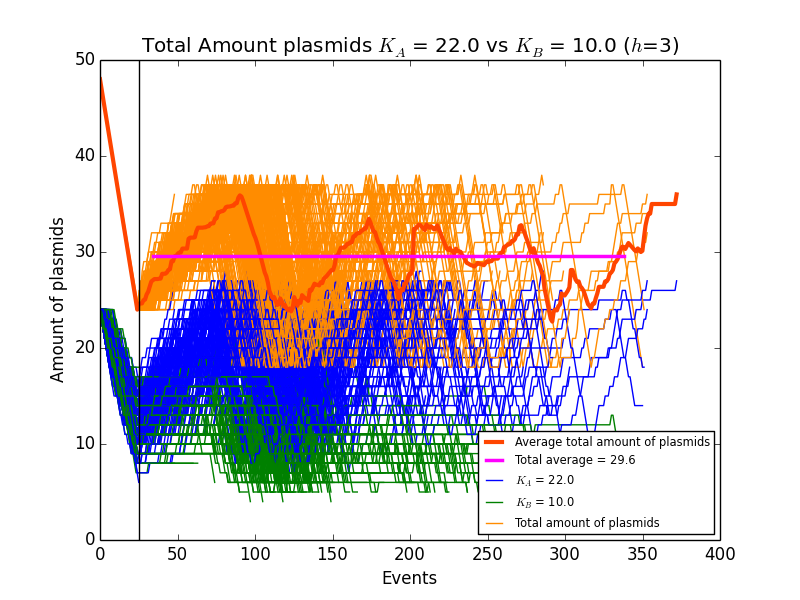 Total Amount plasmids K_A = 22.0 vs K_B = 10.0 (h=3)
50
40
30
20
10
0
Amount of plasmids
0 50 100 150 200 250 300 350 400
Events
Average total amount of plasmids
Total average = 29.6
K_A = 22.0
K_B = 10.0
Total amount of plasmids